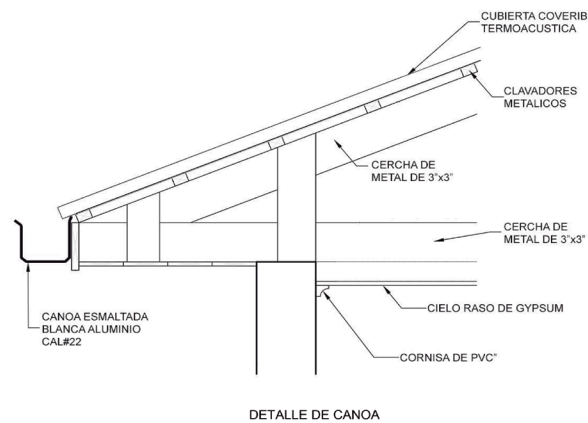 CUBIERTA COVERIB
TERMOACUSTICA
CLAVADORES
METALICOS
CERCHA DE
METAL DE 3"x3"
CERCHA DE
METAL DE 3"x3"
CANOA ESMALTADA
BLANCA ALUMINIO
CAL#22
CIELO RASO DE GYPSUM
CORNISA DE PVC"
DETALLE DE CANOA